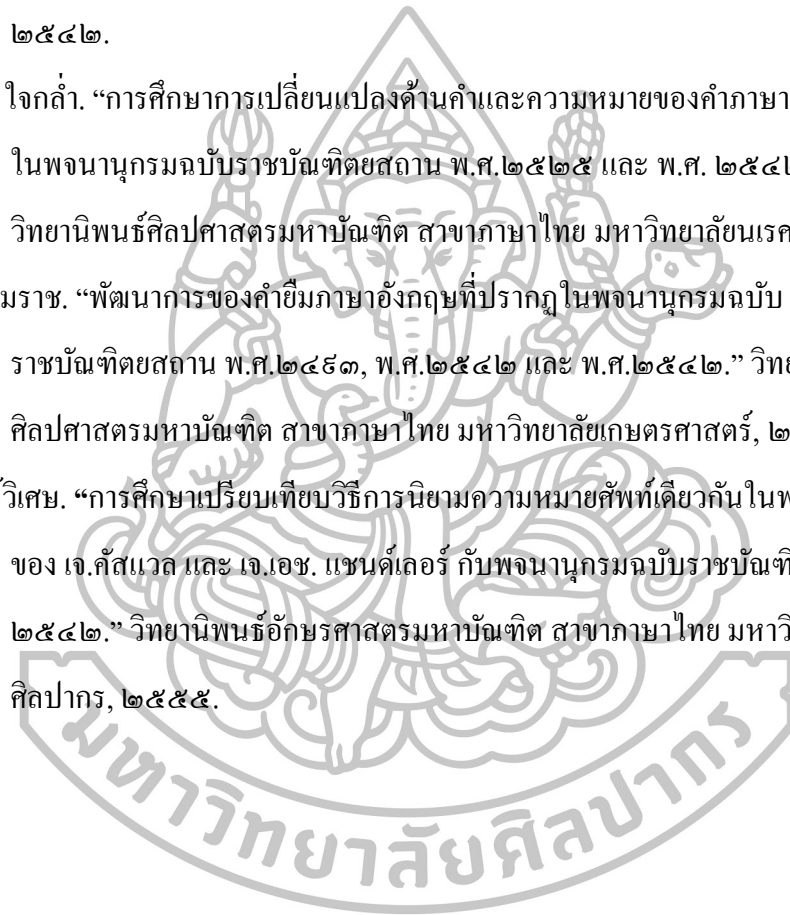 ๒๕๔๒.
ใจกล่ำ. “การศึกษาการเปลี่ยนแปลงด้านคำและความหมายของคำภาษา
ในพจนานุกรมฉบับราชบัณฑิตยสถาน พ.ศ.๒๕๒๕ และ พ.ศ. ๒๕๔๒
วิทยานิพนธ์ศิลปศาสตรมหาบัณฑิต สาขาภาษาไทย มหาวิทยาลัยนเรศ
มราช. “พัฒนาการของคำยืมภาษาอังกฤษที่ปรากฏในพจนานุกรมฉบับ
ราชบัณฑิตยสถาน พ.ศ.๒๔๙๓, พ.ศ.๒๕๔๒ และ พ.ศ.๒๕๔๒.” วิทย
ศิลปศาสตรมหาบัณฑิต สาขาภาษาไทย มหาวิทยาลัยเกษตรศาสตร์, ๒
วิเศษ. “การศึกษาเปรียบเทียบวิธีการนิยามความหมายศัพท์เดียวกันในพ
ของ เจ.คัสแวล และ เจ.เอช. แชนด์เลอร์ กับพจนานุกรมฉบับราชบัณฑิ
๒๕๔๒.” วิทยานิพนธ์อักษรศาสตรมหาบัณฑิต สาขาภาษาไทย มหาวิ
ศิลปากร, ๒๕๕๕.
มหาวิทยาลัยศิลปากร